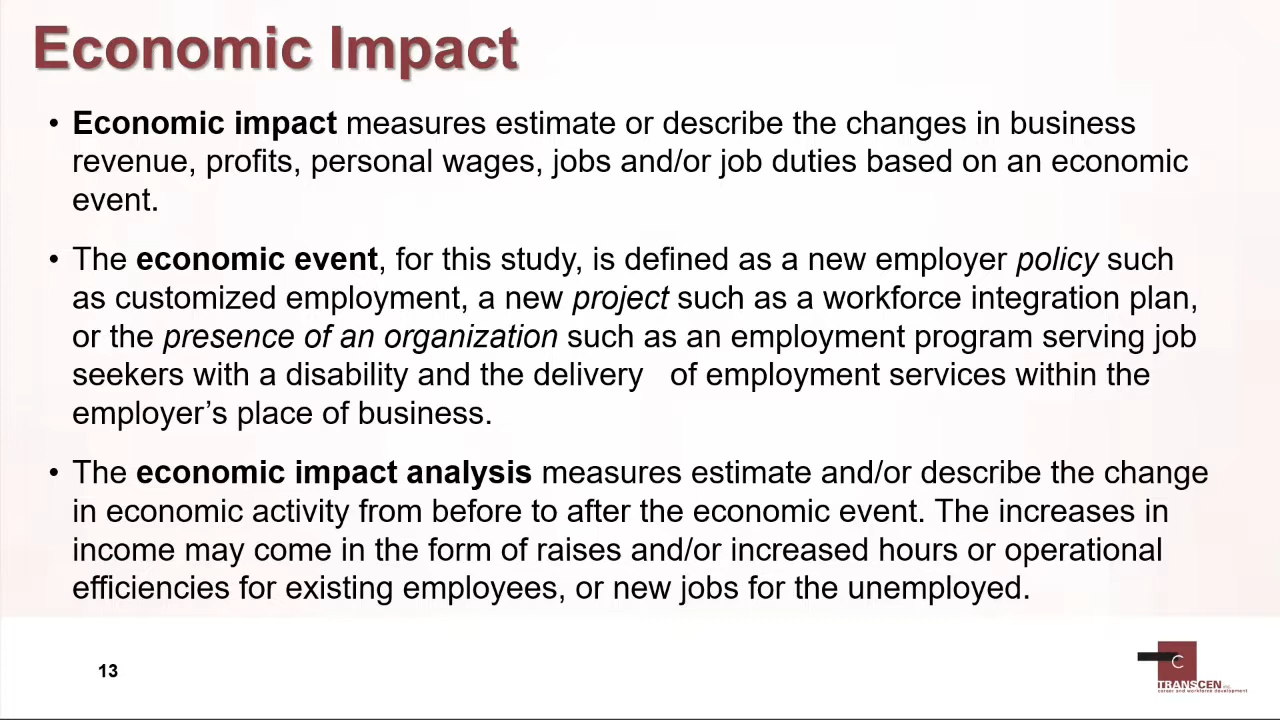 Economic Impact
• Economic impact measures estimate or describe the changes in business
revenue, profits, personal wages, jobs and/or job duties based on an economic
event.
• The economic event, for this study, is defined as a new employer policy such
as customized employment, a new project such as a workforce integration plan,
or the presence of an organization such as an employment program serving job
seekers with a disability and the delivery of employment services within the
employer’s place of business.
• The economic impact analysis measures estimate and/or describe the change
in economic activity from before to after the economic event. The increases in
income may come in the form of raises and/or increased hours or operational
efficiencies for existing employees, or new jobs for the unemployed.
13
C
TRANSCEN inc
career and workforce development